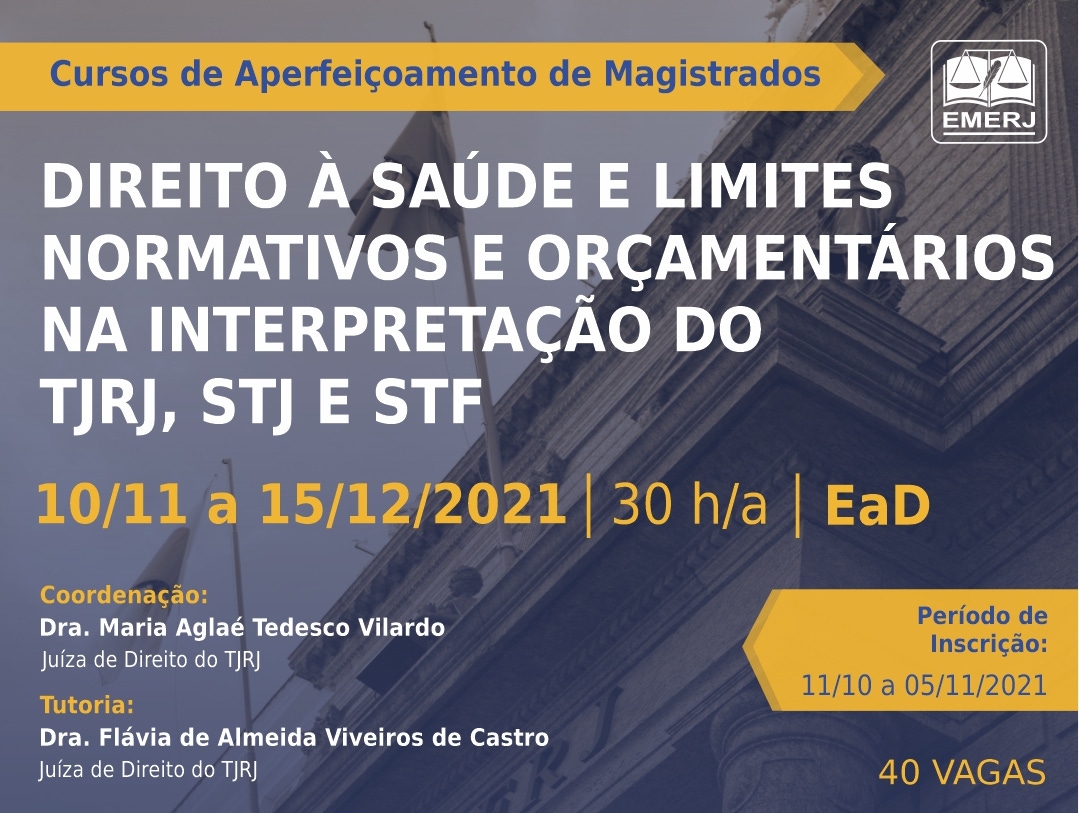 Cursos de Aperfeiçoamento de Magistrados
EMERJ
DIREITO À SAÚDE E LIMITES
NORMATIVOS E ORÇAMENTÁRIOS
NA INTERPRETAÇÃO DO
TJRJ, STJ E STF
10/11 a 15/12/2021 | 30 h/a | EaD
Coordenação:
Dra. Maria Aglaé Tedesco Vilardo
Juíza de Direito do TJRJ
Tutoria:
Dra. Flávia de Almeida Viveiros de Castro
Juíza de Direito do TJRJ
Período de
Inscrição:
11/10 a 05/11/2021
40 VAGAS